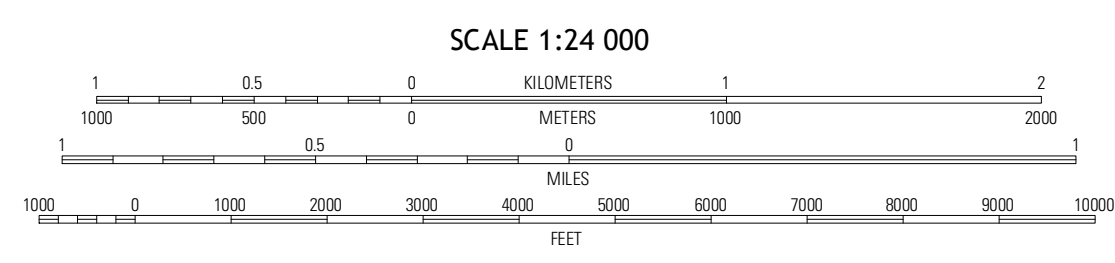 SCALE 1:24 000
1 0.5 0 KILOMETERS 1 2
1000 500 0 METERS 1000 2000
1 0.5 0 1
MILES
1000 0 1000 2000 3000 4000 5000 6000 7000 8000 9000 10000
FEET